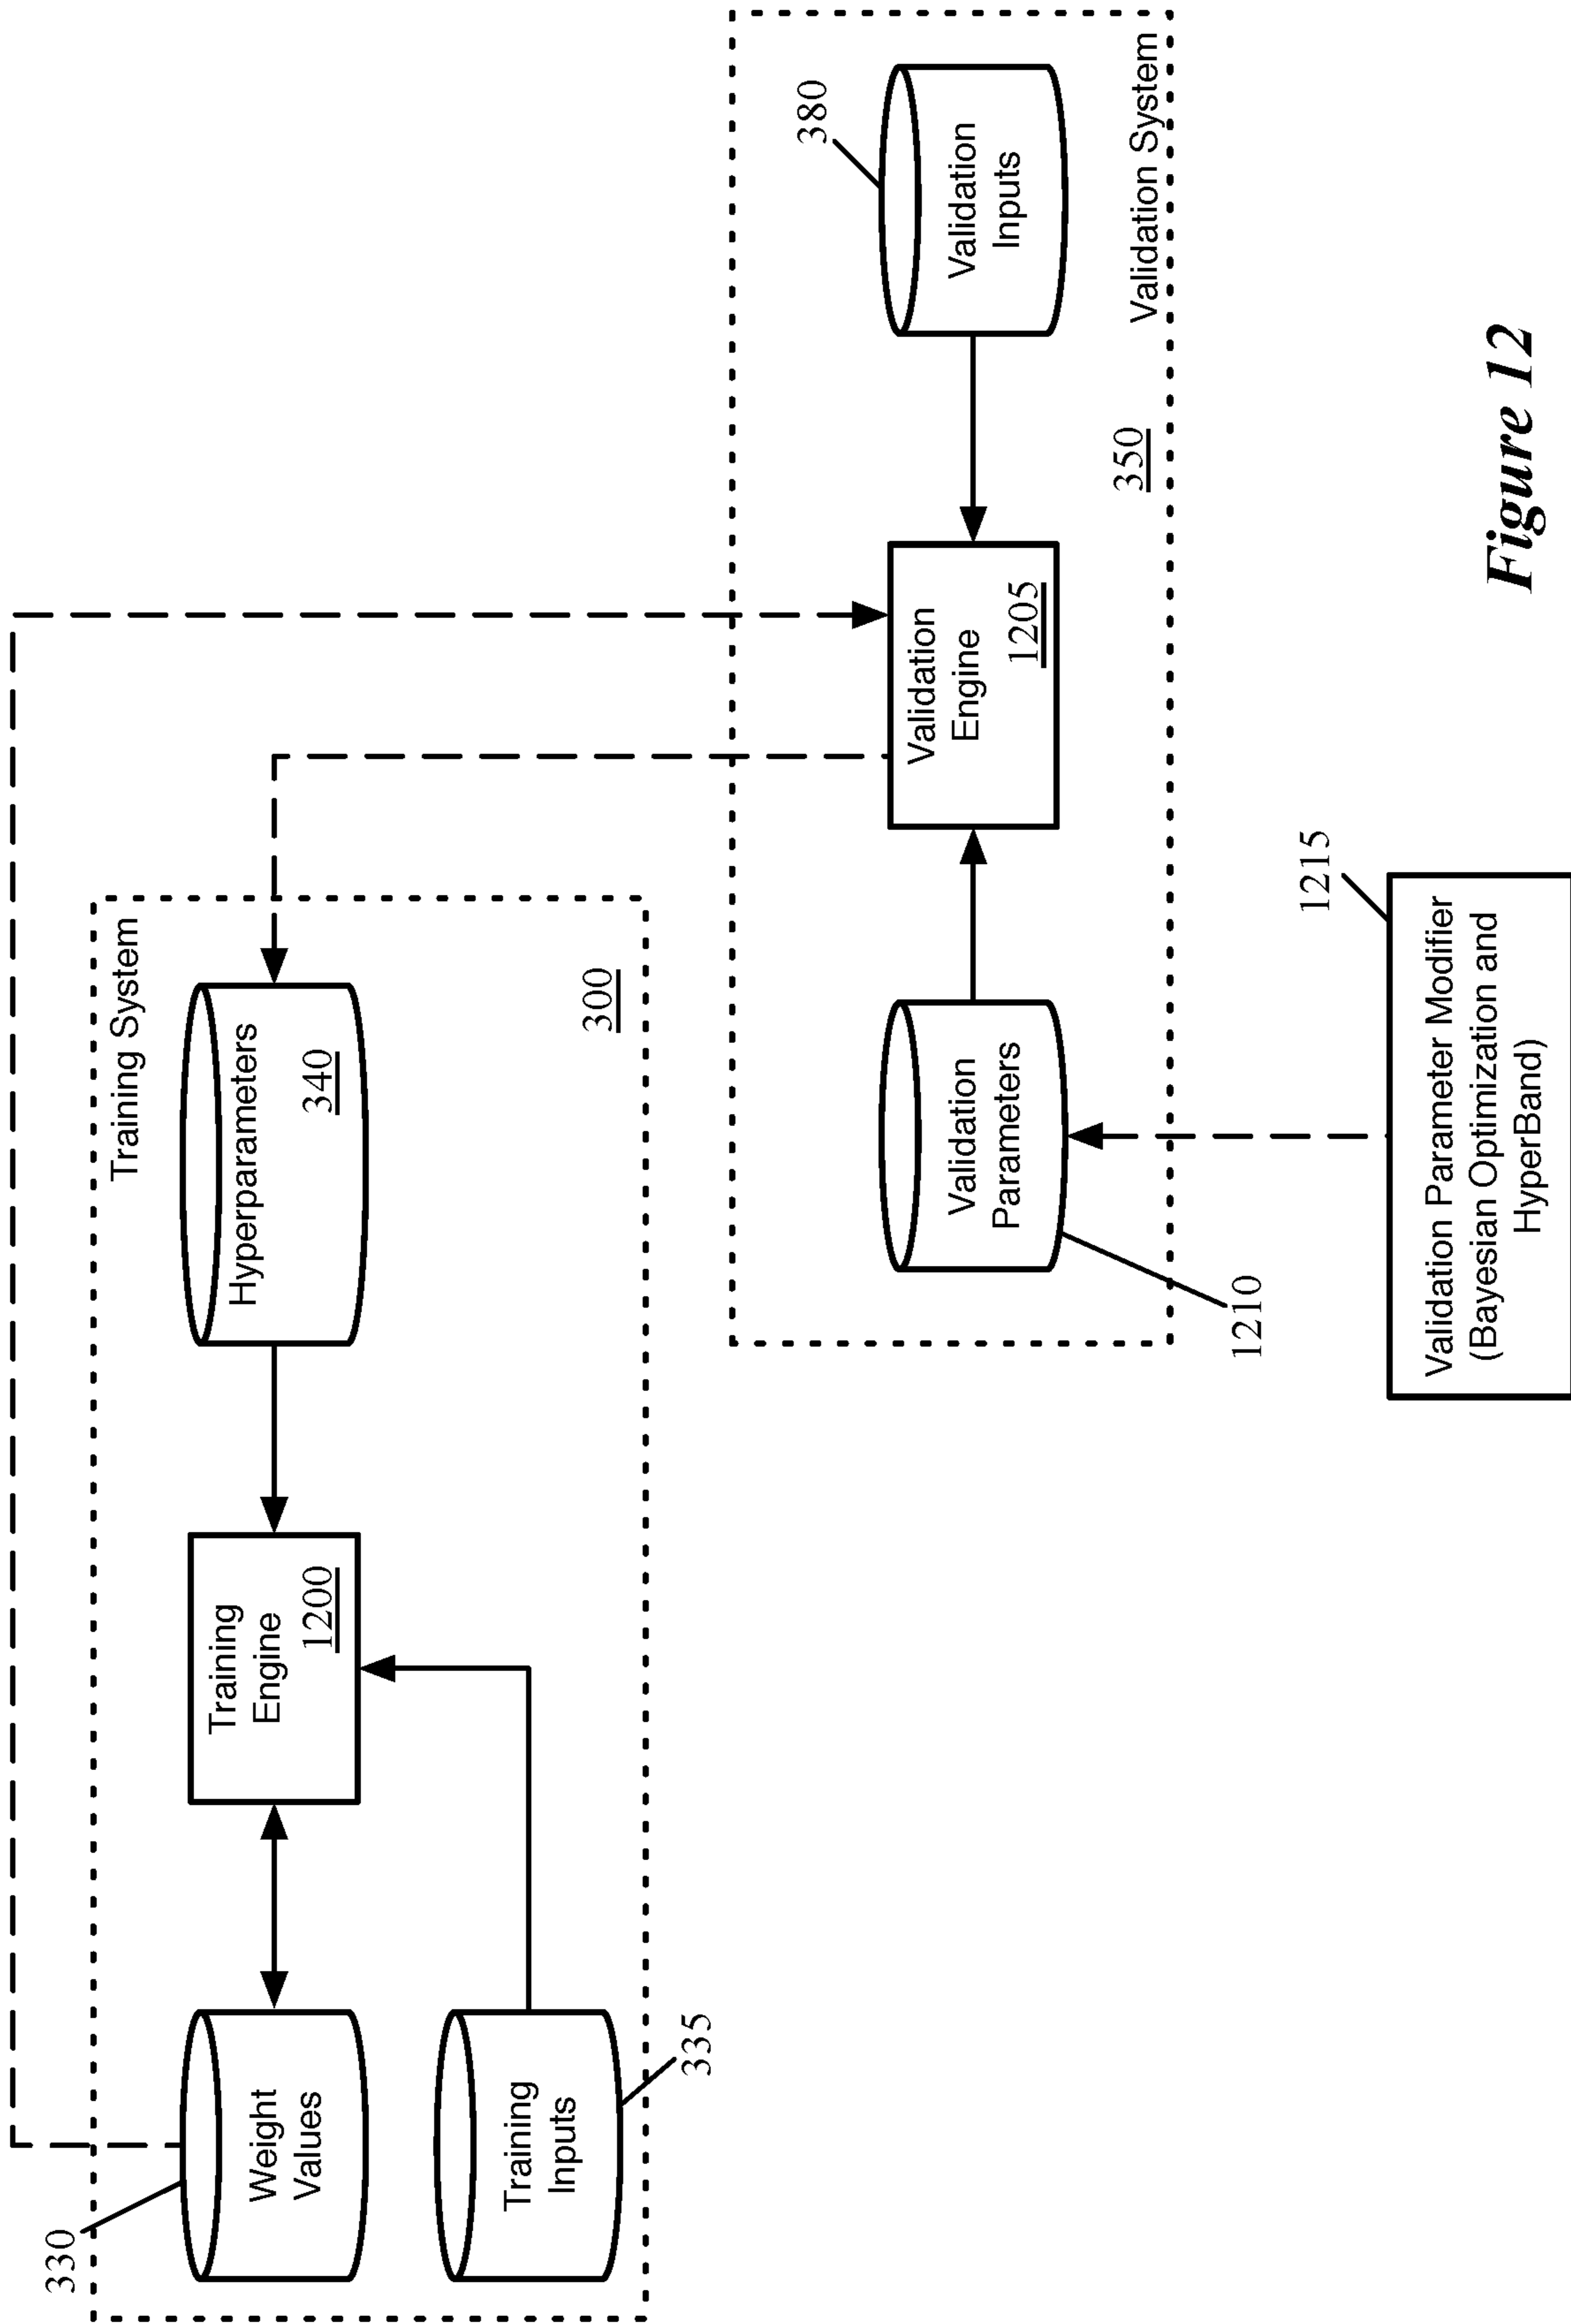 330
Weight
Values
Training
Engine
1200
Hyperparameters
340
Training System
Training
Inputs
335
300
Validation
Parameters
1210
Validation
Engine
1205
Validation
Inputs
380
350
Validation System
1215
Validation Parameter Modifier
(Bayesian Optimization and
HyperBand)
Figure 12